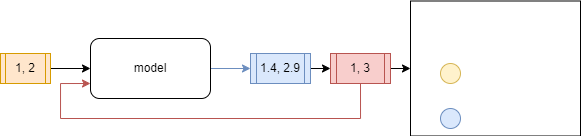 1, 2
model
1.4, 2.9
1, 3